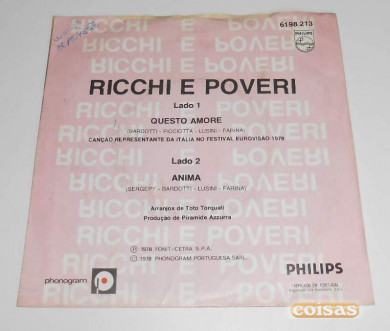 6198 213
PHILIPS
RICCHI E POVERI
Lado 1
QUESTO AMORE
(BARDOTTI - PICCIOTTA - LUSINI - FARINA)
CANÇÃO REPRESENTANTE DA ITALIA NO FESTIVAL EUROVISÃO 1978
Lado 2
ANIMA
(SERGEPY - BARDOTTI - LUSINI - FARINA)
Arranjos de Toto Torquati
Produção de Piramide Azzurra
Ⓟ 1978 FONIT-CETRA S.P.A.
© 1978 PHONOGRAM PORTUGUESA SARL.
phonogram
PHILIPS
coisas